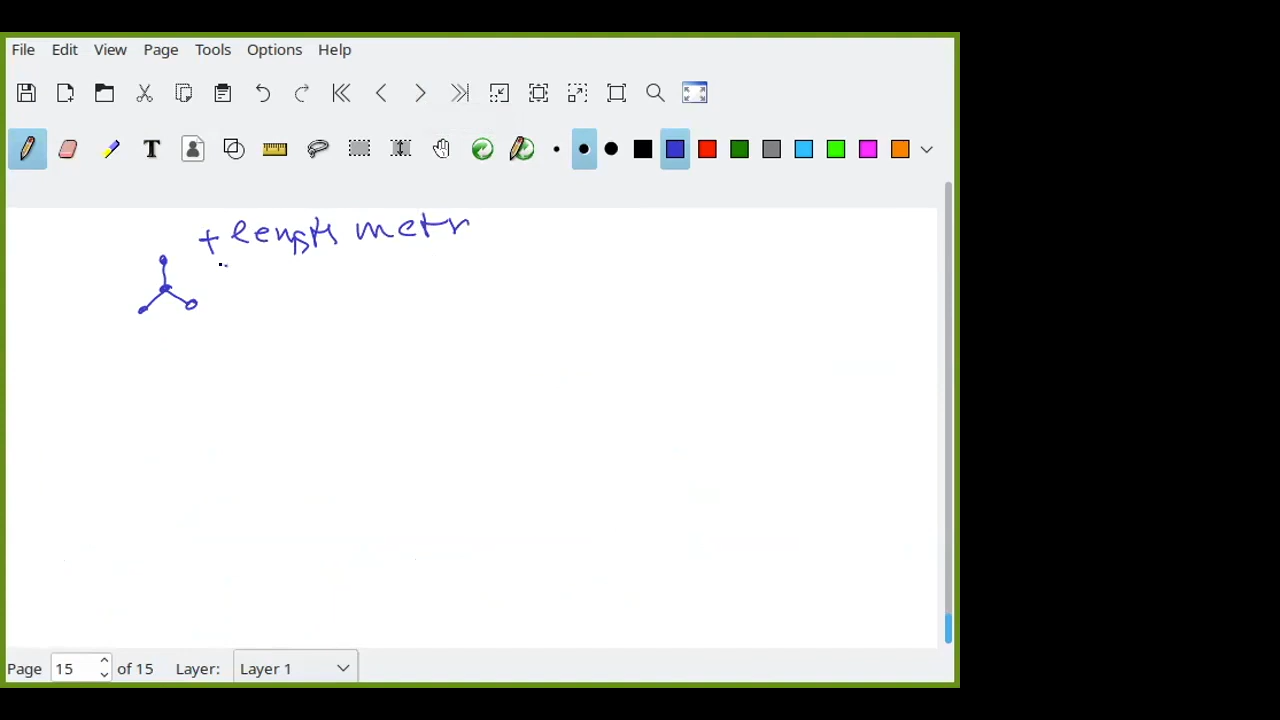 File Edit View Page Tools Options Help
+ length metr
Page 15 of 15 Layer: Layer 1